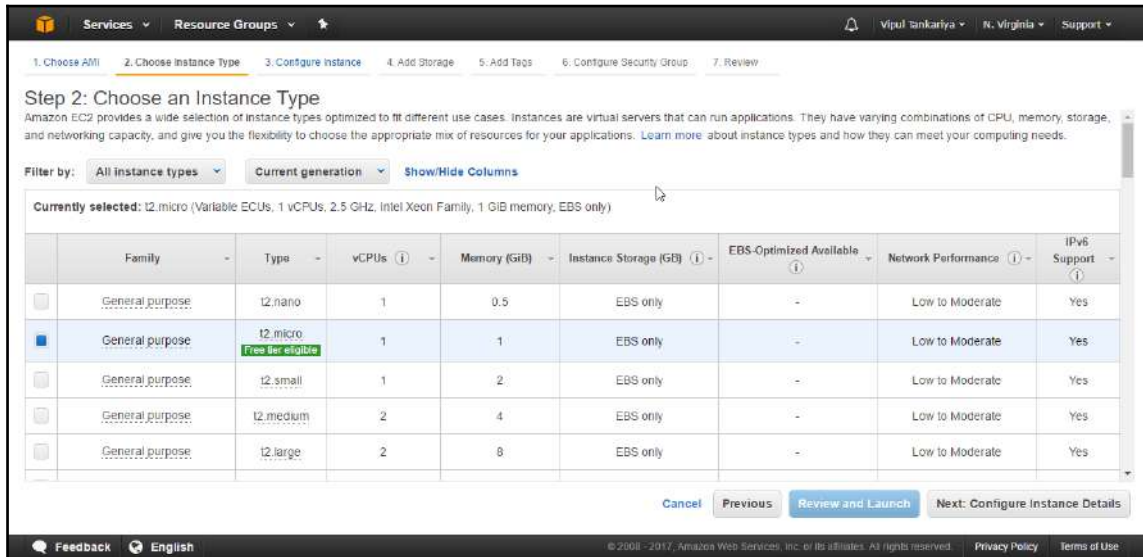 Services Resource Groups Vipul Tankariya N. Virginia Support
1. Choose AMI 2. Choose Instance Type 3. Configure Instance 4. Add Storage 5. Add Tags 6. Configure Security Group 7. Review
Step 2: Choose an Instance Type
Amazon EC2 provides a wide selection of instance types optimized to fit different use cases. Instances are virtual servers that can run applications. They have varying combinations of CPU, memory, storage,
and networking capacity, and give you the flexibility to choose the appropriate mix of resources for your applications. Learn more about instance types and how they can meet your computing needs.
Filter by: All instance types Current generation Show/Hide Columns
Currently selected: t2.micro (Variable ECUs, 1 vCPUs, 2.5 GHz, Intel Xeon Family, 1 GiB memory, EBS only)
Family Type vCPUs Memory (GiB) Instance Storage (GB) EBS-Optimized Available Network Performance IPv6 Support
General purpose t2.nano 1 0.5 EBS only - Low to Moderate Yes
General purpose t2.micro 1 1 EBS only - Low to Moderate Yes
Free tier eligible
General purpose t2.small 1 2 EBS only - Low to Moderate Yes
General purpose t2.medium 2 4 EBS only - Low to Moderate Yes
General purpose t2.large 2 8 EBS only - Low to Moderate Yes
Cancel Previous Review and Launch Next: Configure Instance Details
Feedback English © 2008 - 2017, Amazon Web Services, Inc. or its affiliates. All rights reserved. Privacy Policy Terms of Use